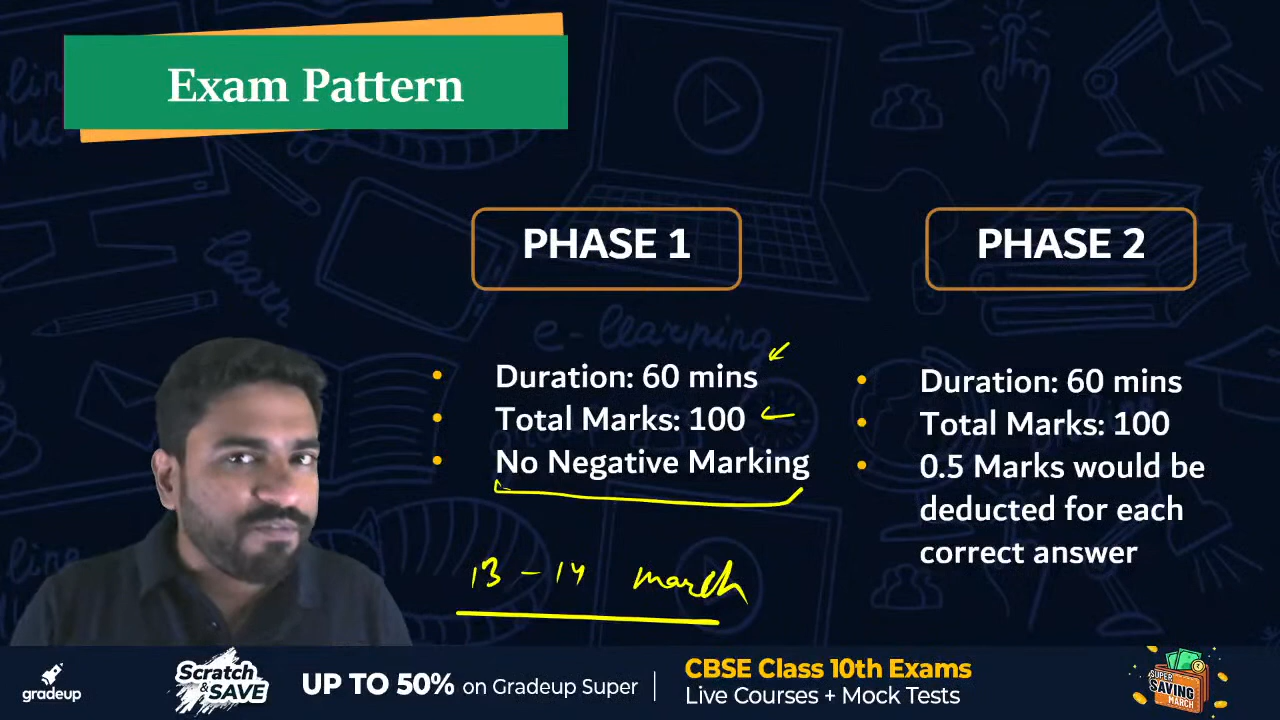 Exam Pattern
PHASE 1
Duration: 60 mins
Total Marks: 100
No Negative Marking
13 - 14 march
PHASE 2
Duration: 60 mins
Total Marks: 100
0.5 Marks would be
deducted for each
correct answer
e-learning
learn
gradeup
Scratch
& SAVE
UP TO 50% on Gradeup Super
CBSE Class 10th Exams
Live Courses + Mock Tests
SUPER
SAVING
MARCH